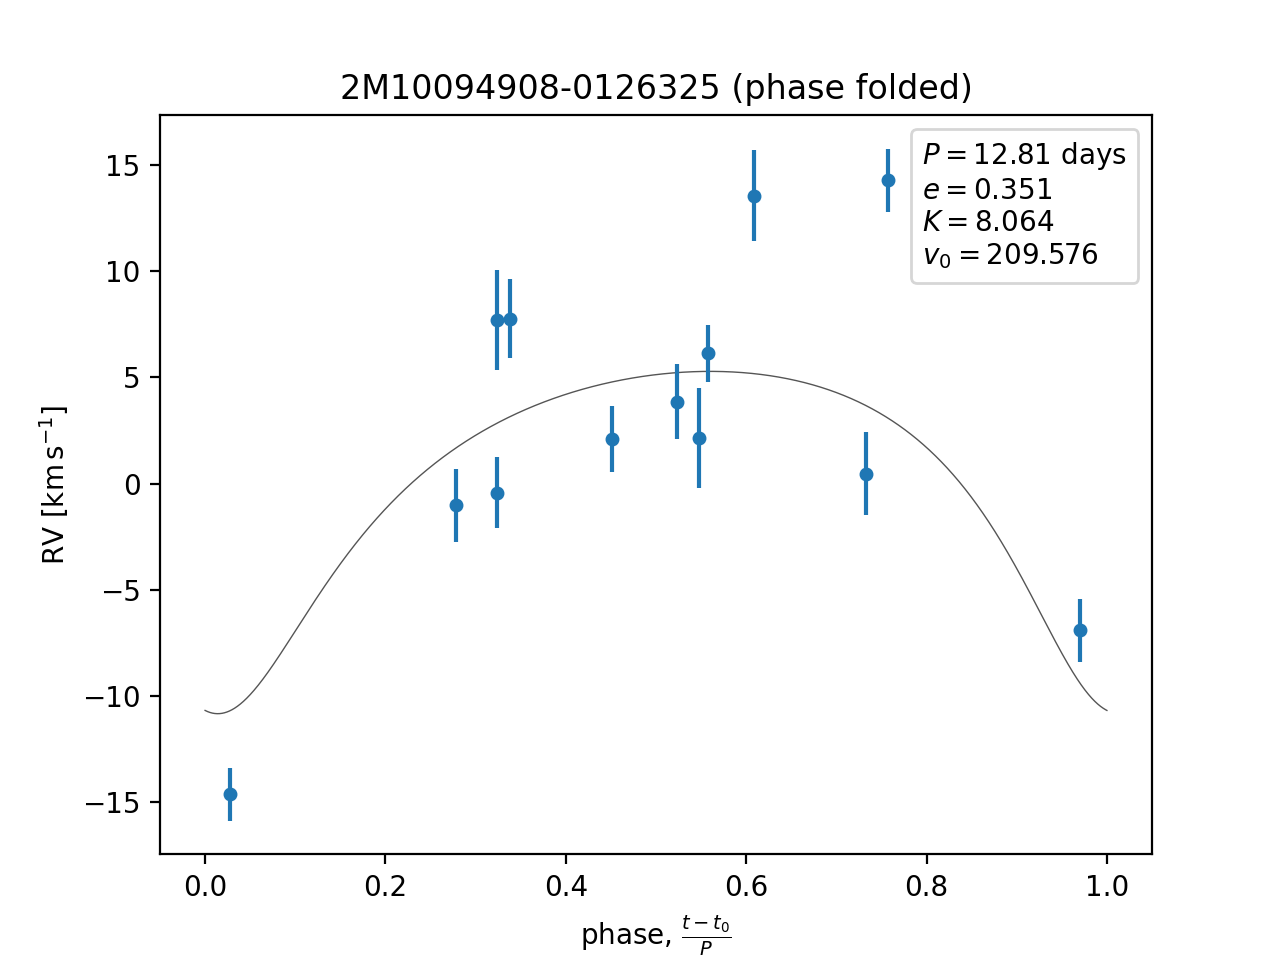 2M10094908-0126325 (phase folded)
P = 12.81 days
e = 0.351
K = 8.064
v₀ = 209.576
RV [km s⁻¹]
15
10
5
0
−5
−10
−15
0.0 0.2 0.4 0.6 0.8 1.0
phase, (t − t₀)/P